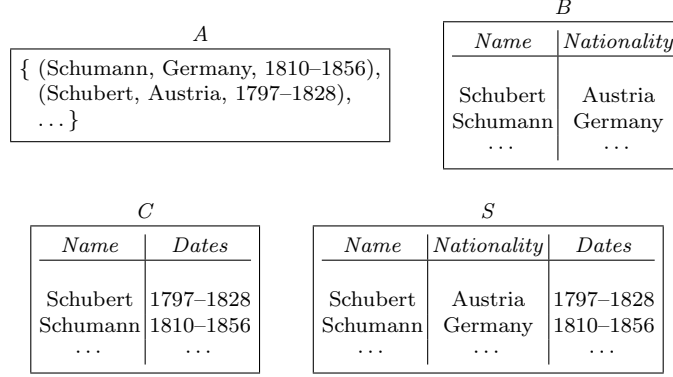 A
{ (Schumann, Germany, 1810–1856),
(Schubert, Austria, 1797–1828),
... }
B
Name Nationality
Schubert Austria
Schumann Germany
... ...
C
Name Dates
Schubert 1797–1828
Schumann 1810–1856
... ...
S
Name Nationality Dates
Schubert Austria 1797–1828
Schumann Germany 1810–1856
... ... ...